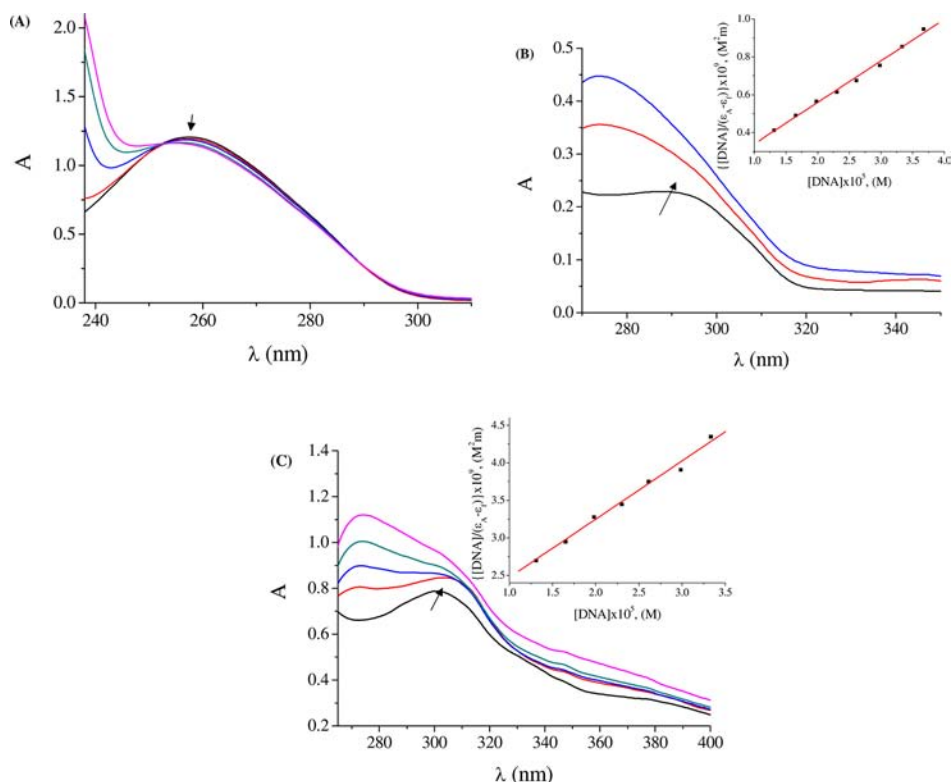 (A)
2.0
1.5
1.0
0.5
0.0
A
240
260
280
300
λ (nm)
(B)
0.5
0.4
0.3
0.2
0.1
0.0
A
280
300
320
340
λ (nm)
{[DNA]/(εA-εf)}x10⁹, (M²m)
1.0
0.8
0.6
0.4
1.0 1.5 2.0 2.5 3.0 3.5 4.0
[DNA]x10⁵, (M)
(C)
1.4
1.2
1.0
0.8
0.6
0.4
0.2
A
280 300 320 340 360 380 400
λ (nm)
{[DNA]/(εA-εf)}x10⁹, (M²m)
4.5
4.0
3.5
3.0
2.5
1.0 1.5 2.0 2.5 3.0 3.5
[DNA]x10⁵, (M)